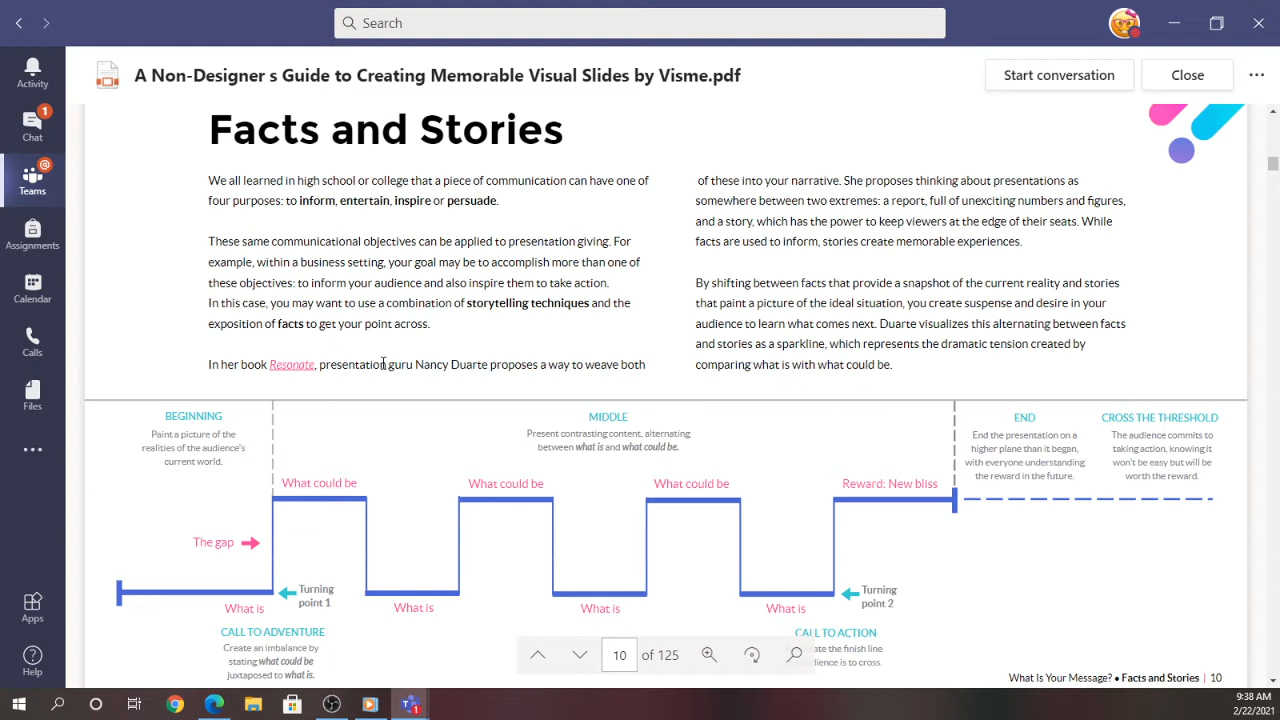 Search
A Non-Designer s Guide to Creating Memorable Visual Slides by Visme.pdf
Start conversation
Close
Activity
Chat
1
Teams
Assignments
Calendar
Calls
Files
Apps
Help
Facts and Stories
We all learned in high school or college that a piece of communication can have one of
four purposes: to inform, entertain, inspire or persuade.
These same communicational objectives can be applied to presentation giving. For
example, within a business setting, your goal may be to accomplish more than one of
these objectives: to inform your audience and also inspire them to take action.
In this case, you may want to use a combination of storytelling techniques and the
exposition of facts to get your point across.
In her book Resonate, presentation guru Nancy Duarte proposes a way to weave both
of these into your narrative. She proposes thinking about presentations as
somewhere between two extremes: a report, full of unexciting numbers and figures,
and a story, which has the power to keep viewers at the edge of their seats. While
facts are used to inform, stories create memorable experiences.
By shifting between facts that provide a snapshot of the current reality and stories
that paint a picture of the ideal situation, you create suspense and desire in your
audience to learn what comes next. Duarte visualizes this alternating between facts
and stories as a sparkline, which represents the dramatic tension created by
comparing what is with what could be.
BEGINNING
Paint a picture of the
realities of the audience's
current world.
MIDDLE
Present contrasting content, alternating
between what is and what could be.
END
End the presentation on a
higher plane than it began,
with everyone understanding
the reward in the future.
CROSS THE THRESHOLD
The audience commits to
taking action, knowing it
won't be easy but will be
worth the reward.
What could be
What could be
What could be
Reward: New bliss
The gap
Turning
point 1
Turning
point 2
What is
What is
What is
What is
CALL TO ADVENTURE
Create an imbalance by
stating what could be
juxtaposed to what is.
CALL TO ACTION
the finish line
audience is to cross.
10 of 125
What Is Your Message? • Facts and Stories | 10
1
9:38 AM
2/22/2021